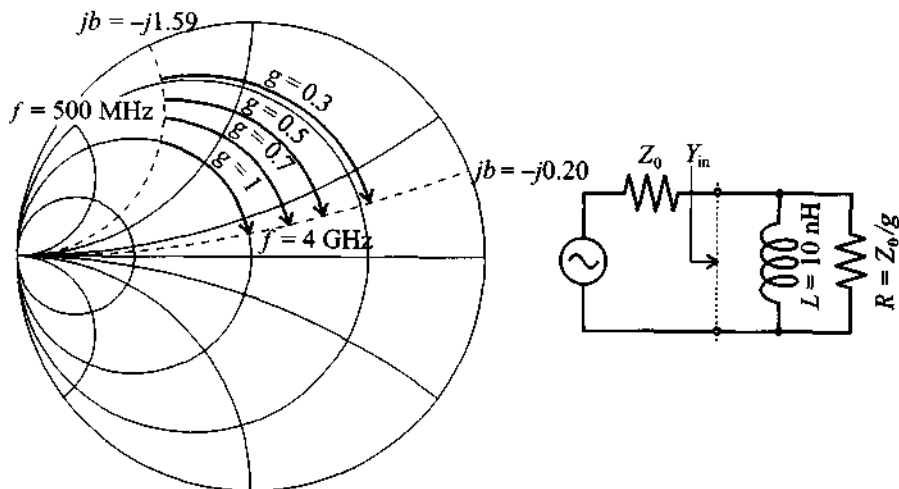 jb = –j1.59
g = 0.3
f = 500 MHz
g = 0.5
g = 0.7
g = 1
jb = –j0.20
f = 4 GHz
Z0
Yin
L = 10 nH
R = Z0/g